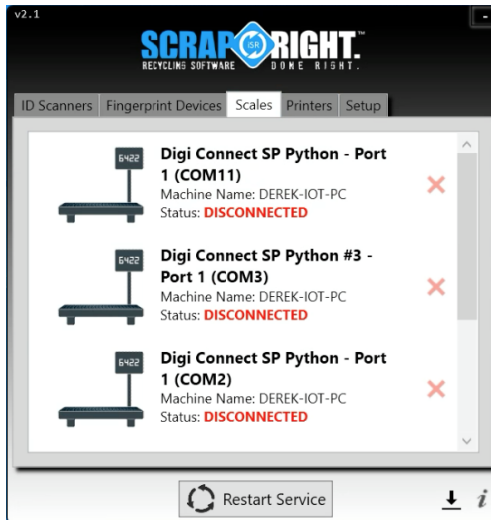 v2.1
SCRAP ISR RIGHT.™
RECYCLING SOFTWARE DONE RIGHT.
ID Scanners Fingerprint Devices Scales Printers Setup
6422
Digi Connect SP Python - Port
1 (COM11)
Machine Name: DEREK-IOT-PC
Status: DISCONNECTED
6422
Digi Connect SP Python #3 -
Port 1 (COM3)
Machine Name: DEREK-IOT-PC
Status: DISCONNECTED
6422
Digi Connect SP Python - Port
1 (COM2)
Machine Name: DEREK-IOT-PC
Status: DISCONNECTED
Restart Service
i